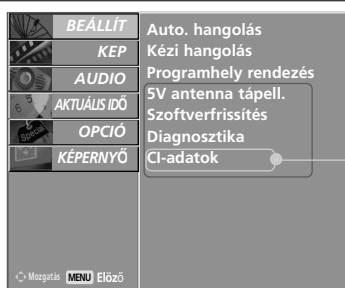 BEÁLLÍT
KEP
AUDIO
AKTUÁLIS IDŐ
OPCIÓ
KÉPERNYŐ
Auto. hangolás
Kézi hangolás
Programhely rendezés
5V antenna tápell.
Szoftverfrissítés
Diagnosztika
CI-adatok
Mozgatás MENU Előző